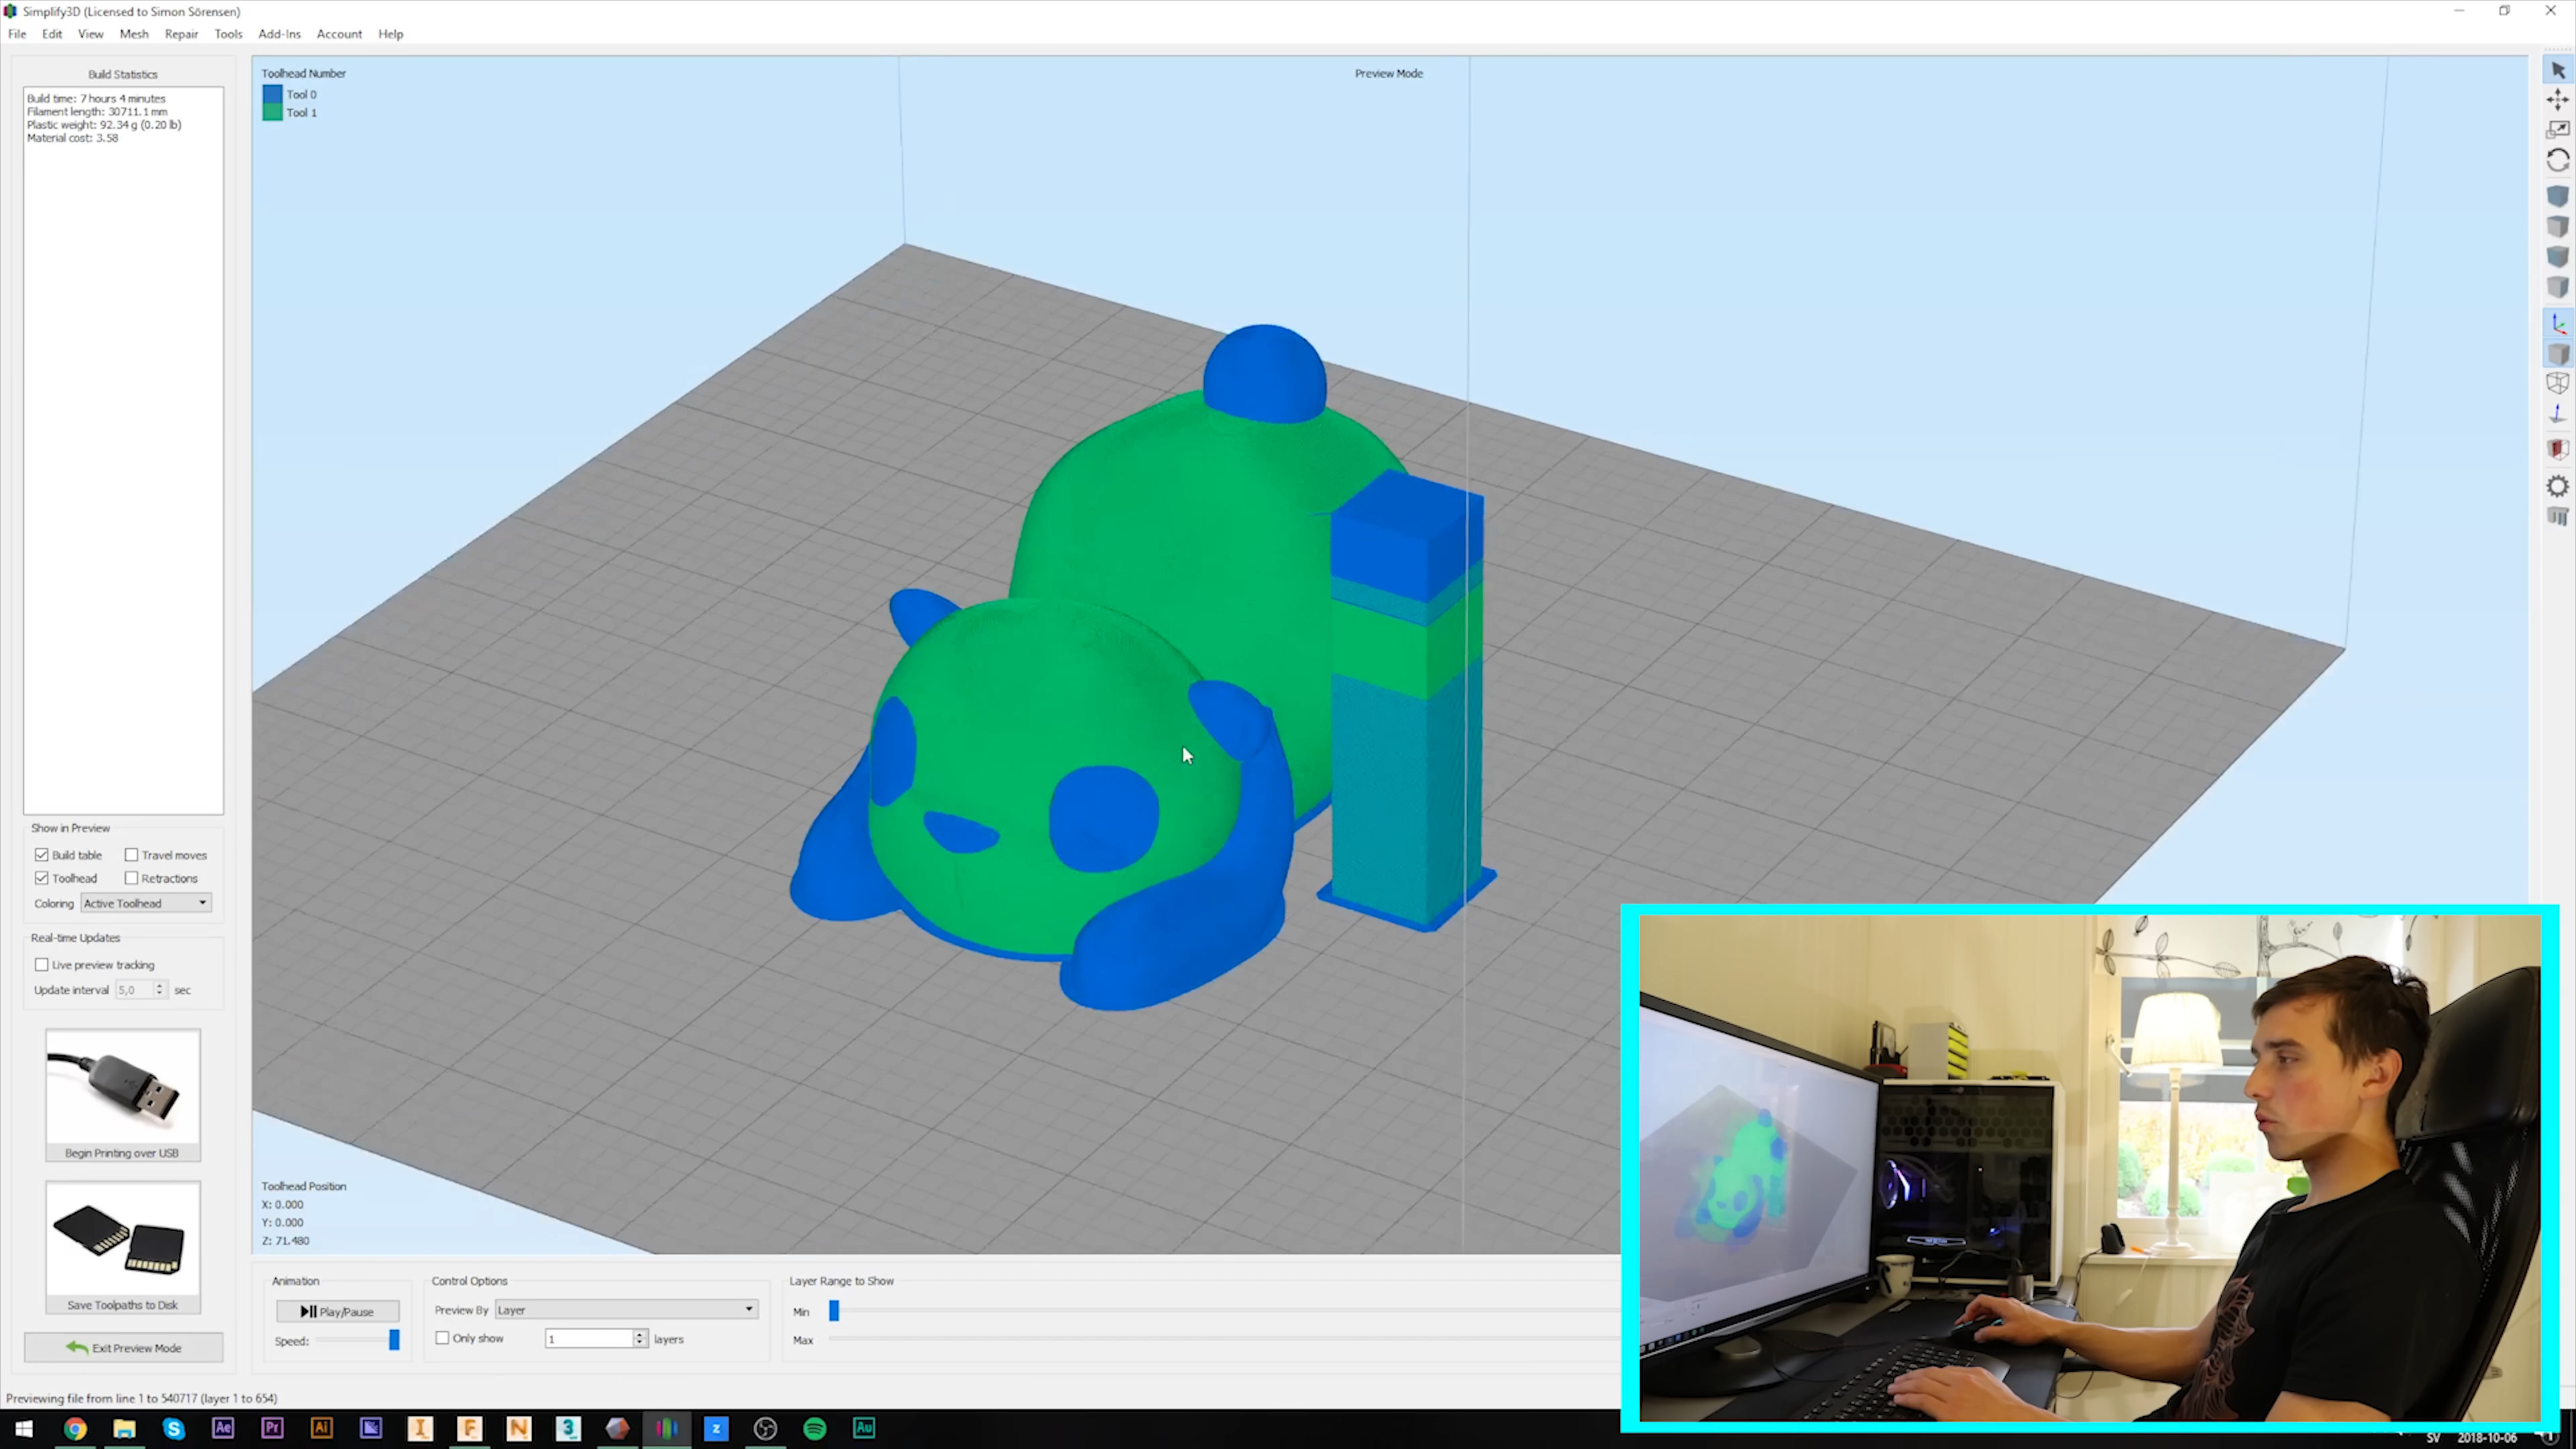 Simplify3D (Licensed to Simon Sörensen)
File Edit View Mesh Repair Tools Add-Ins Account Help
Build Statistics
Build time: 7 hours 4 minutes
Filament length: 30711.1 mm
Plastic weight: 92.34 g (0.20 lb)
Material cost: 3.58
Toolhead Number
Tool 0
Tool 1
Preview Mode
Show in Preview
Build table Travel moves
Toolhead Retractions
Coloring Active Toolhead
Real-time Updates
Live preview tracking
Update interval 5,0 sec
Begin Printing over USB
Save Toolpaths to Disk
Exit Preview Mode
Toolhead Position
X: 0.000
Y: 0.000
Z: 71.480
Animation
Play/Pause
Speed:
Control Options
Preview By Layer
Only show 1 layers
Layer Range to Show
Min
Max
Previewing file from line 1 to 540717 (layer 1 to 654)
Ae Pr Ai I F N 3 z Au
SV 2018-10-06